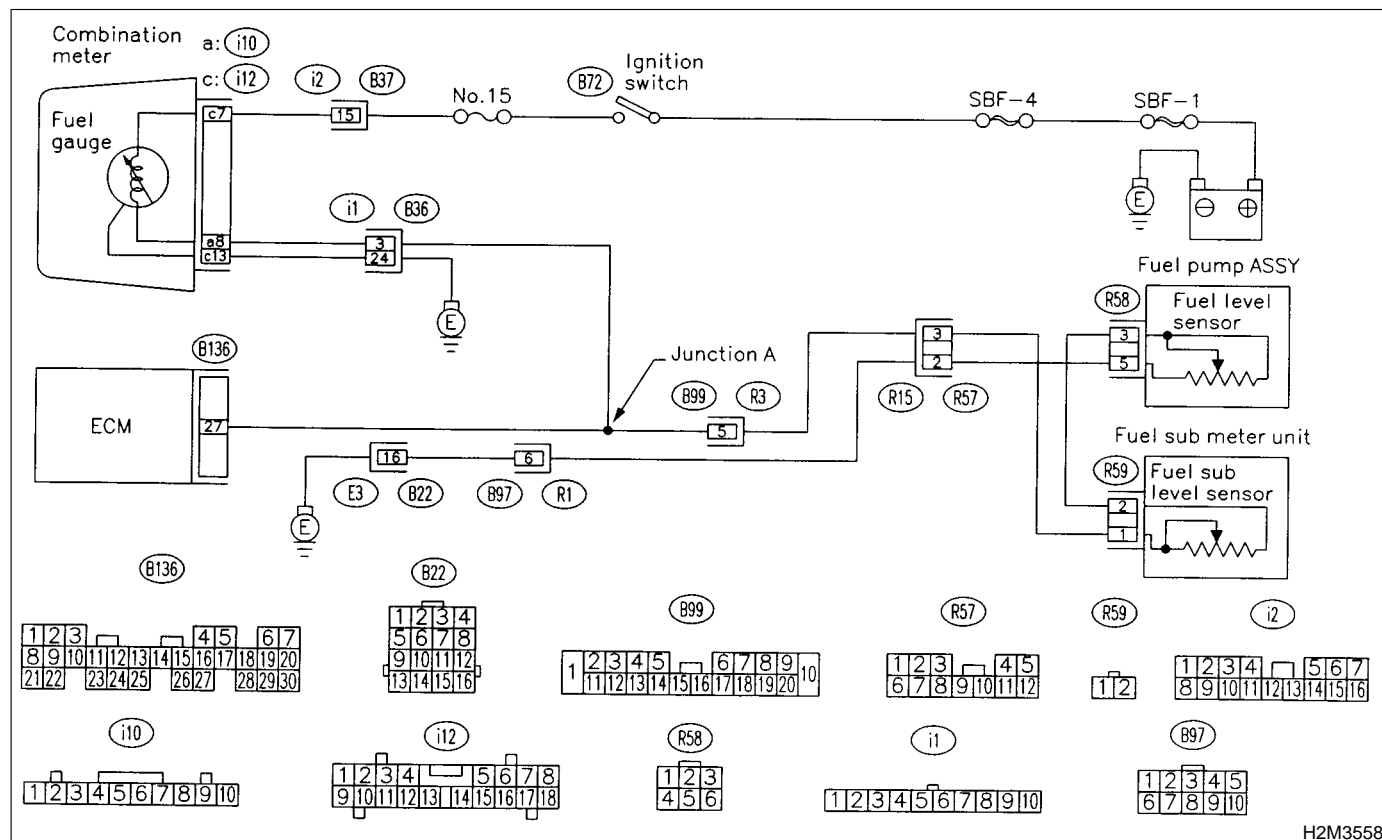 Combination meter
a: i10
c: i12
i2
B37
No.15
B72
Ignition switch
SBF-4
SBF-1
Fuel gauge
c7
15
E
i1
B36
a8
3
c13
24
E
Fuel pump ASSY
R58
Fuel level sensor
3
5
B136
Junction A
3
2
B99
R3
R15
R57
ECM
27
5
Fuel sub meter unit
R59
Fuel sub level sensor
2
1
16
6
E3
B22
B97
R1
E
B136
1 2 3 4 5 6 7
8 9 10 11 12 13 14 15 16 17 18 19 20
21 22 23 24 25 26 27 28 29 30
B22
1 2 3 4
5 6 7 8
9 10 11 12
13 14 15 16
B99
1 2 3 4 5 6 7 8 9 10
11 12 13 14 15 16 17 18 19 20
R57
1 2 3 4 5
6 7 8 9 10 11 12
R59
1 2
i2
1 2 3 4 5 6 7
8 9 10 11 12 13 14 15 16
i10
1 2 3 4 5 6 7 8 9 10
i12
1 2 3 4 5 6 7 8
9 10 11 12 13 14 15 16 17 18
R58
1 2 3
4 5 6
i1
1 2 3 4 5 6 7 8 9 10
B97
1 2 3 4 5
6 7 8 9 10
H2M3558